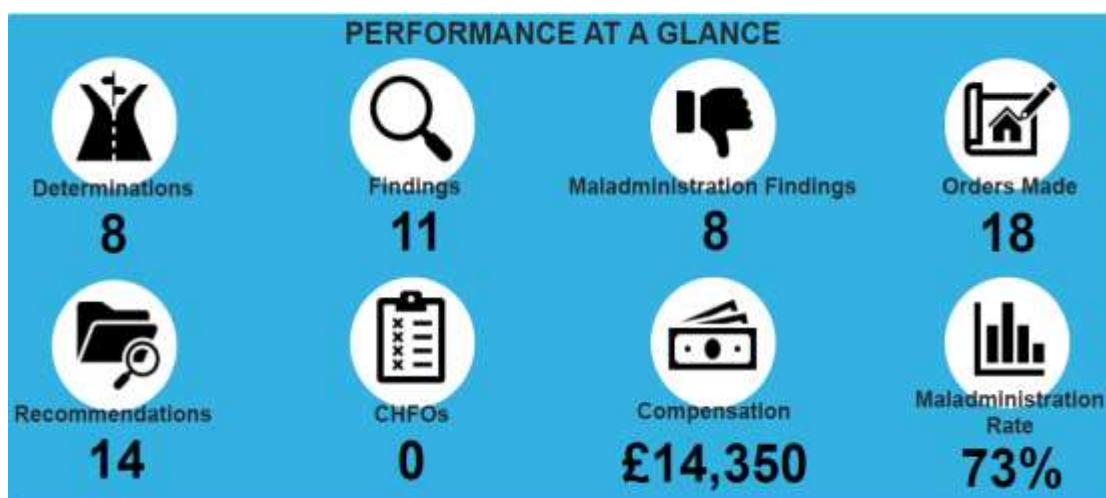 PERFORMANCE AT A GLANCE
Determinations
8
Findings
11
Maladministration Findings
8
Orders Made
18
Recommendations
14
CHFOs
0
Compensation
£14,350
Maladministration
Rate
73%